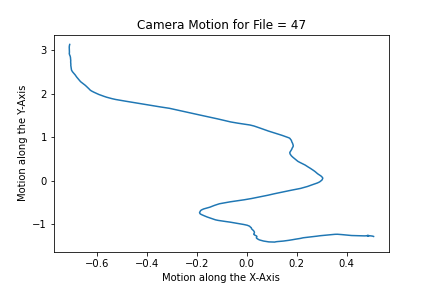 Camera Motion for File = 47
Motion along the Y-Axis
3
2
1
0
−1
−0.6 −0.4 −0.2 0.0 0.2 0.4
Motion along the X-Axis